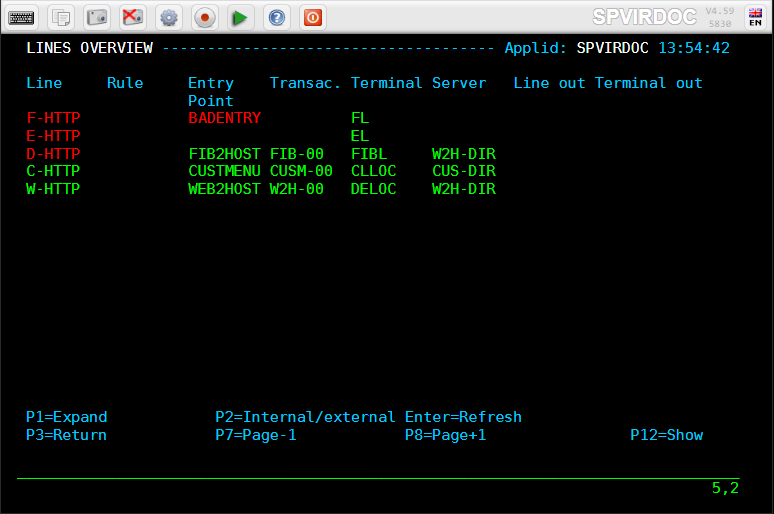 SPVIRDOC V4.59 5830 EN
LINES OVERVIEW ------------------------------------- Applid: SPVIRDOC 13:54:42
Line Rule Entry Transac. Terminal Server Line out Terminal out
Point
F-HTTP BADENTRY FL
E-HTTP EL
D-HTTP FIB2HOST FIB-00 FIBL W2H-DIR
C-HTTP CUSTMENU CUSM-00 CLLOC CUS-DIR
W-HTTP WEB2HOST W2H-00 DELOC W2H-DIR
P1=Expand P2=Internal/external Enter=Refresh
P3=Return P7=Page-1 P8=Page+1 P12=Show
5,2